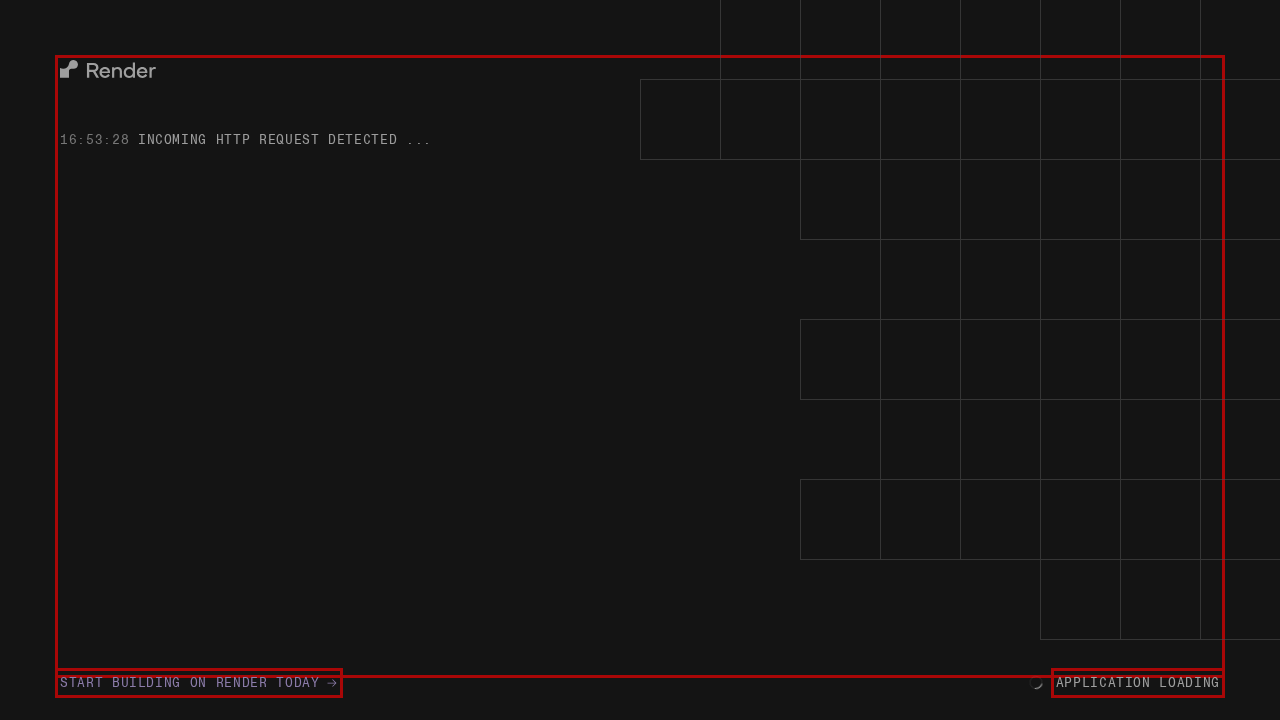 Render
16:53:28 INCOMING HTTP REQUEST DETECTED ...
START BUILDING ON RENDER TODAY →
APPLICATION LOADING